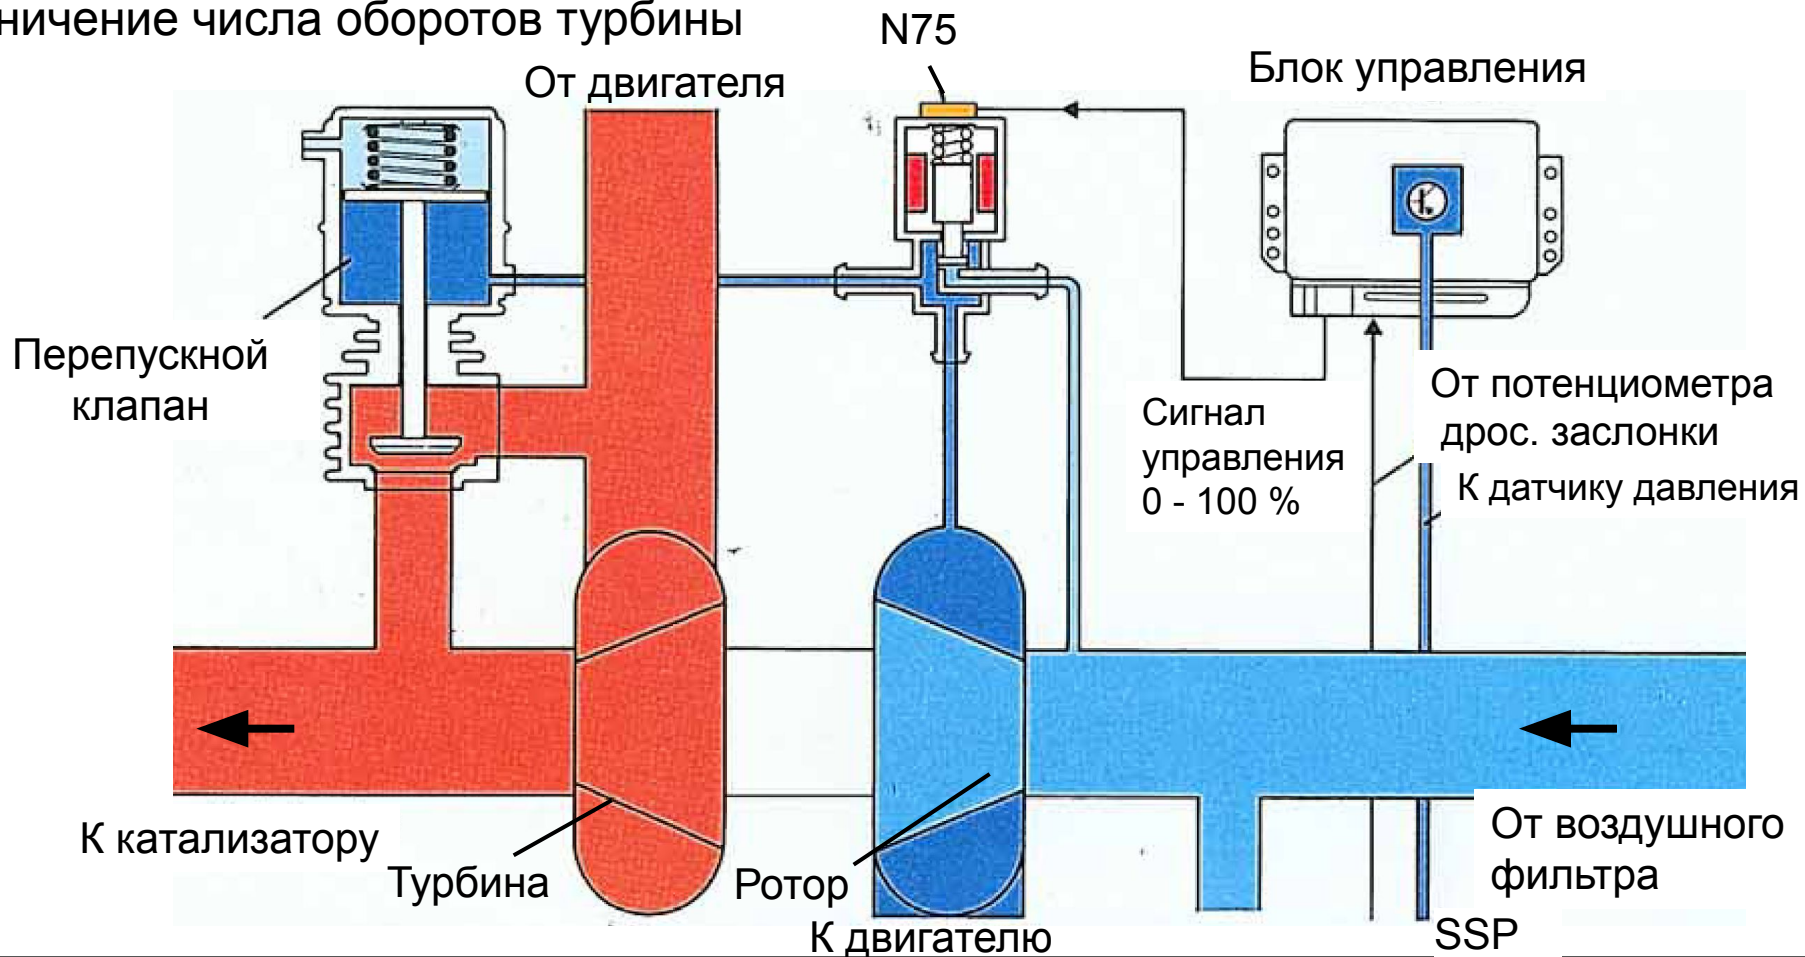 ничение числа оборотов турбины
N75
Блок управления
От двигателя
Перепускной
клапан
Сигнал
управления
0 - 100 %
От потенциометра
дрос. заслонки
К датчику давления
К катализатору
Турбина
Ротор
От воздушного
фильтра
К двигателю
SSP